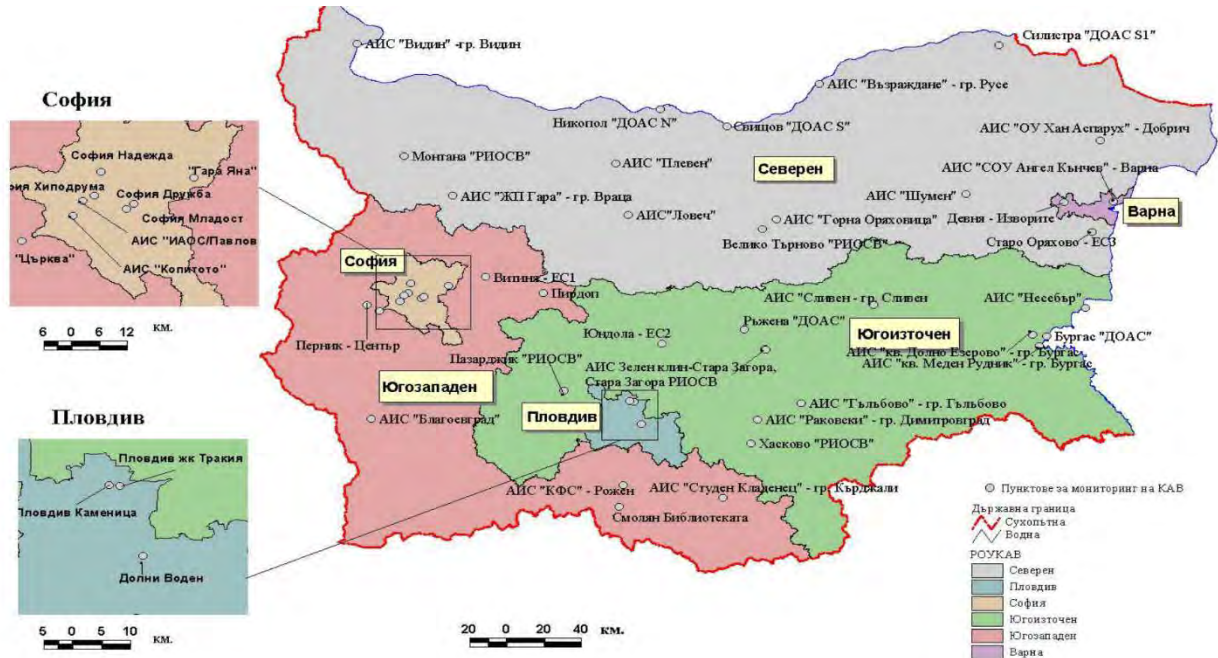 София
София Надежда
"Гара Яна"
рия Хиподрума
София Дружба
София Младост
АИС "ИАОС/Павлов
"Църква"
АИС "Копитото"
6 0 6 12 км.
Пловдив
Пловдив жк Тракия
Пловдив Каменица
Долни Воден
5 0 5 10 км.
АИС "Видин" -гр. Видин
Силистра "ДОАС S1"
АИС "Възраждане" - гр. Русе
Никопол "ДОАС N"
Свищов "ДОАС S"
АИС "ОУ Хан Аспарух" - Добрич
Монтана "РИОСВ"
АИС "Плевен"
Северен
АИС "СОУ Ангел Кънчев" - Варна
АИС "ЖП Гара" - гр. Враца
АИС "Шумен"
АИС"Ловеч"
АИС "Горна Оряховица"
Девня - Изворите
Варна
Велико Търново "РИОСВ"
Старо Оряхово - ЕС3
София
Витиня - ЕС1
Пирдоп
АИС "Сливен - гр. Сливен
АИС "Несебър"
Перник - Център
Юндола - ЕС2
Ръжена "ДОАС"
Югоизточен
Бургас "ДОАС"
Пазарджик "РИОСВ"
АИС "кв. Долно Езерово" - гр. Бургас
АИС Зелен клин-Стара Загора,
АИС "кв. Меден Рудник" - гр. Бургас
Стара Загора РИОСВ
Югозападен
Пловдив
АИС "Гълъбово" - гр. Гълъбово
АИС "Благоевград"
АИС "Раковски" - гр. Димитровград
Хасково "РИОСВ"
АИС "КФС" - Рожен
АИС "Студен Кладенец" - гр. Кърджали
Смолян Библиотеката
20 0 20 40 км.
Пунктове за мониторинг на КАВ
Държавна граница
Сухопътна
Водна
РОУКАВ
Северен
Пловдив
София
Югоизточен
Югозападен
Варна